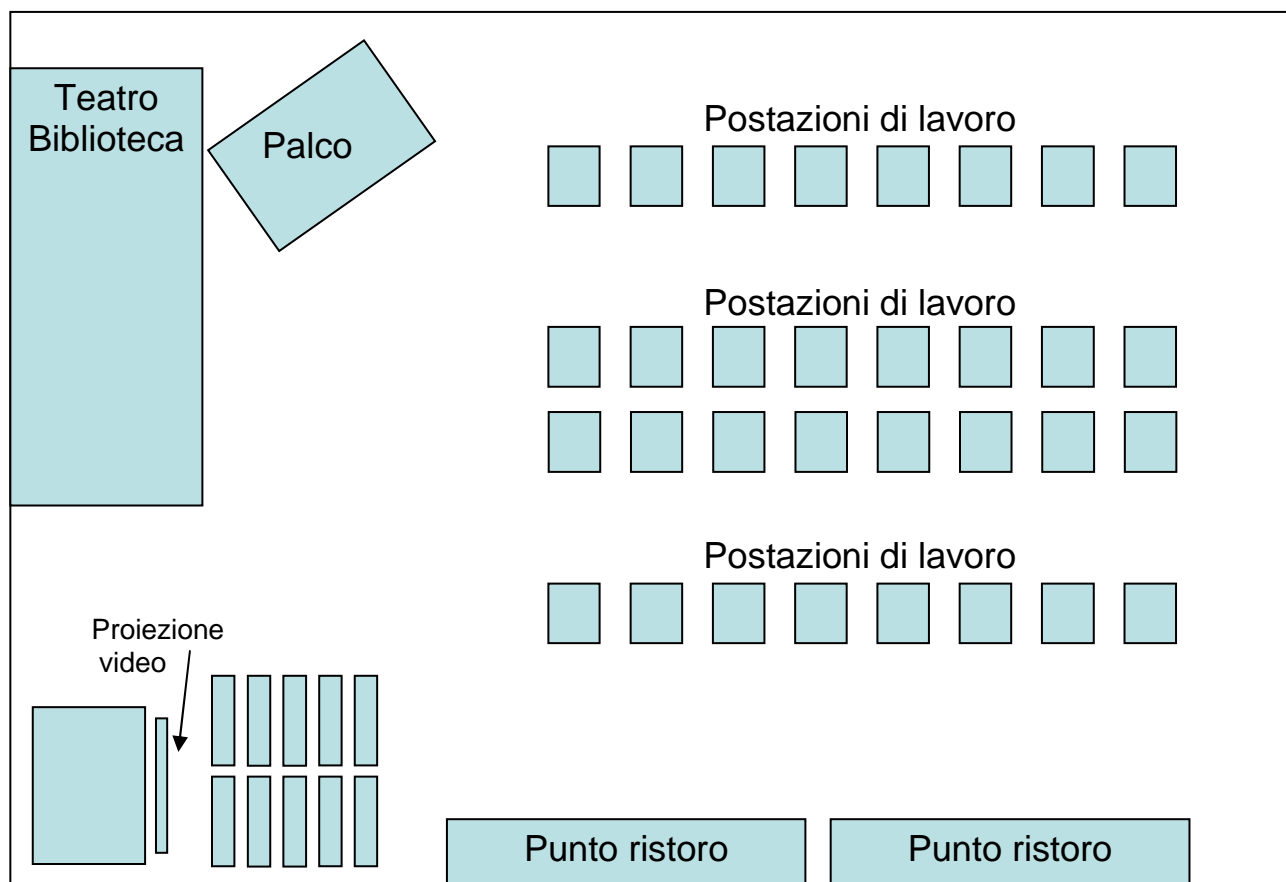 Teatro
Biblioteca
Palco
Postazioni di lavoro
Postazioni di lavoro
Postazioni di lavoro
Proiezione
video
Punto ristoro
Punto ristoro